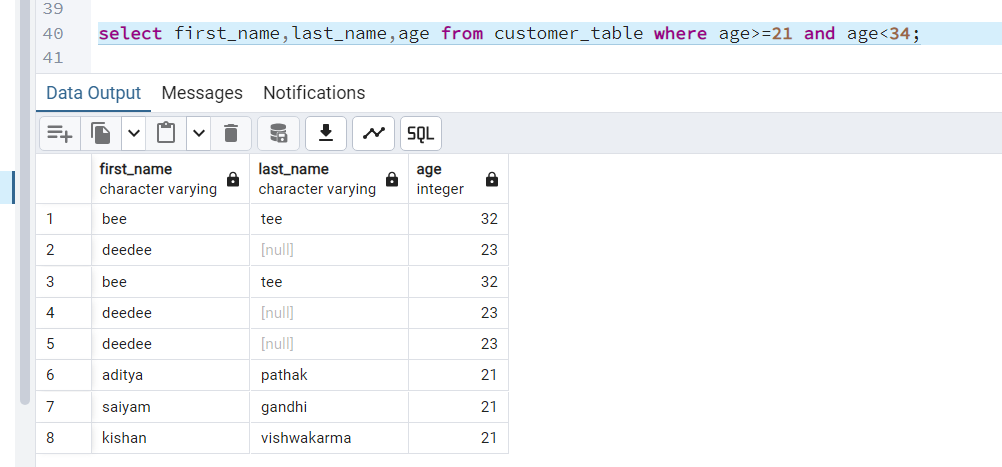 39
40 select first_name,last_name,age from customer_table where age>=21 and age<34;
41
Data Output Messages Notifications
SQL
first_name last_name age
character varying character varying integer
1 bee tee 32
2 deedee [null] 23
3 bee tee 32
4 deedee [null] 23
5 deedee [null] 23
6 aditya pathak 21
7 saiyam gandhi 21
8 kishan vishwakarma 21